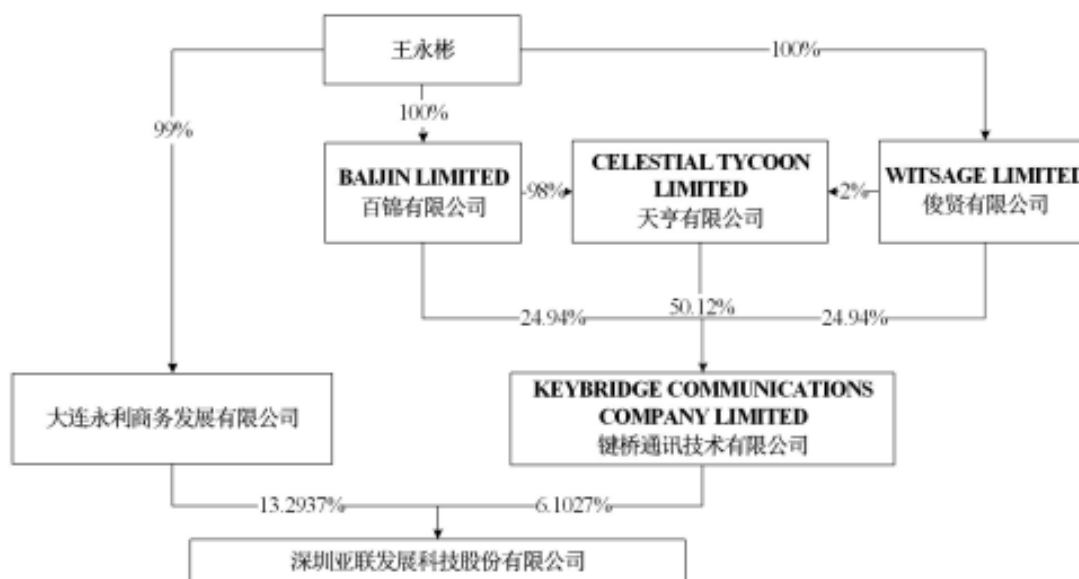 王永彬
100%
100%
99%
BAIJIN LIMITED
百锦有限公司
98%
CELESTIAL TYCOON
LIMITED
天亨有限公司
2%
WITSAGE LIMITED
俊贤有限公司
24.94%
50.12%
24.94%
大连永利商务发展有限公司
KEYBRIDGE COMMUNICATIONS
COMPANY LIMITED
键桥通讯技术有限公司
13.2937%
6.1027%
深圳亚联发展科技股份有限公司